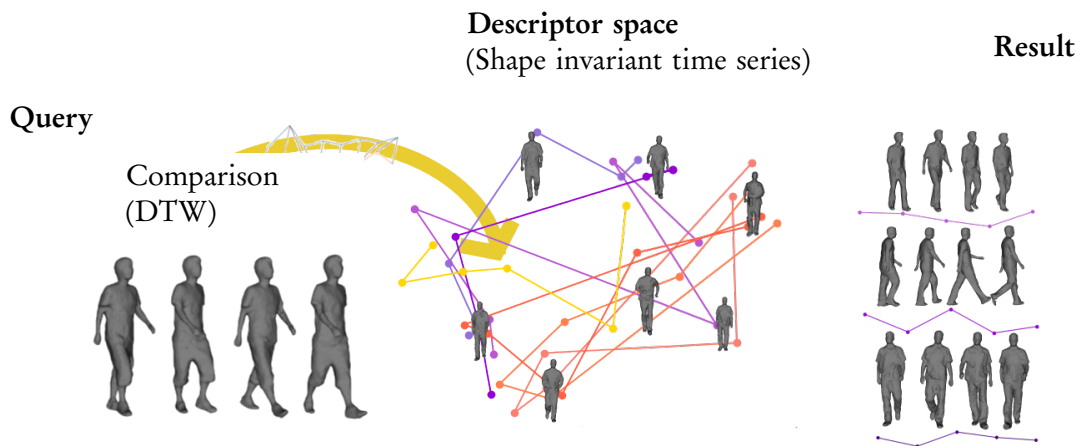 Descriptor space
(Shape invariant time series)
Result
Query
Comparison
(DTW)